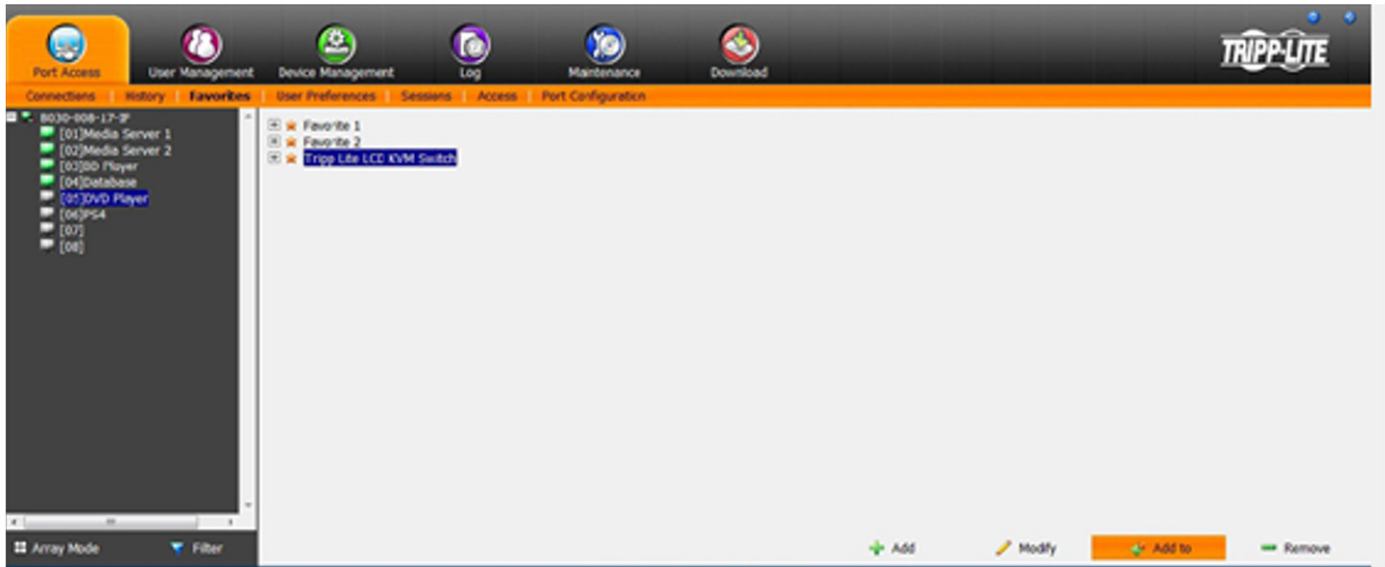 TRIPP-LITE
Port Access User Management Device Management Log Maintenance Download
Connections | History | Favorites | User Preferences | Sessions | Access | Port Configuration
B030-008-17-IP
[01]Media Server 1
[02]Media Server 2
[03]BD Player
[04]Database
[05]DVD Player
[06]PS4
[07]
[08]
Favorite 1
Favorite 2
Tripp Lite LCD KVM Switch
Array Mode Filter
Add Modify Add to Remove